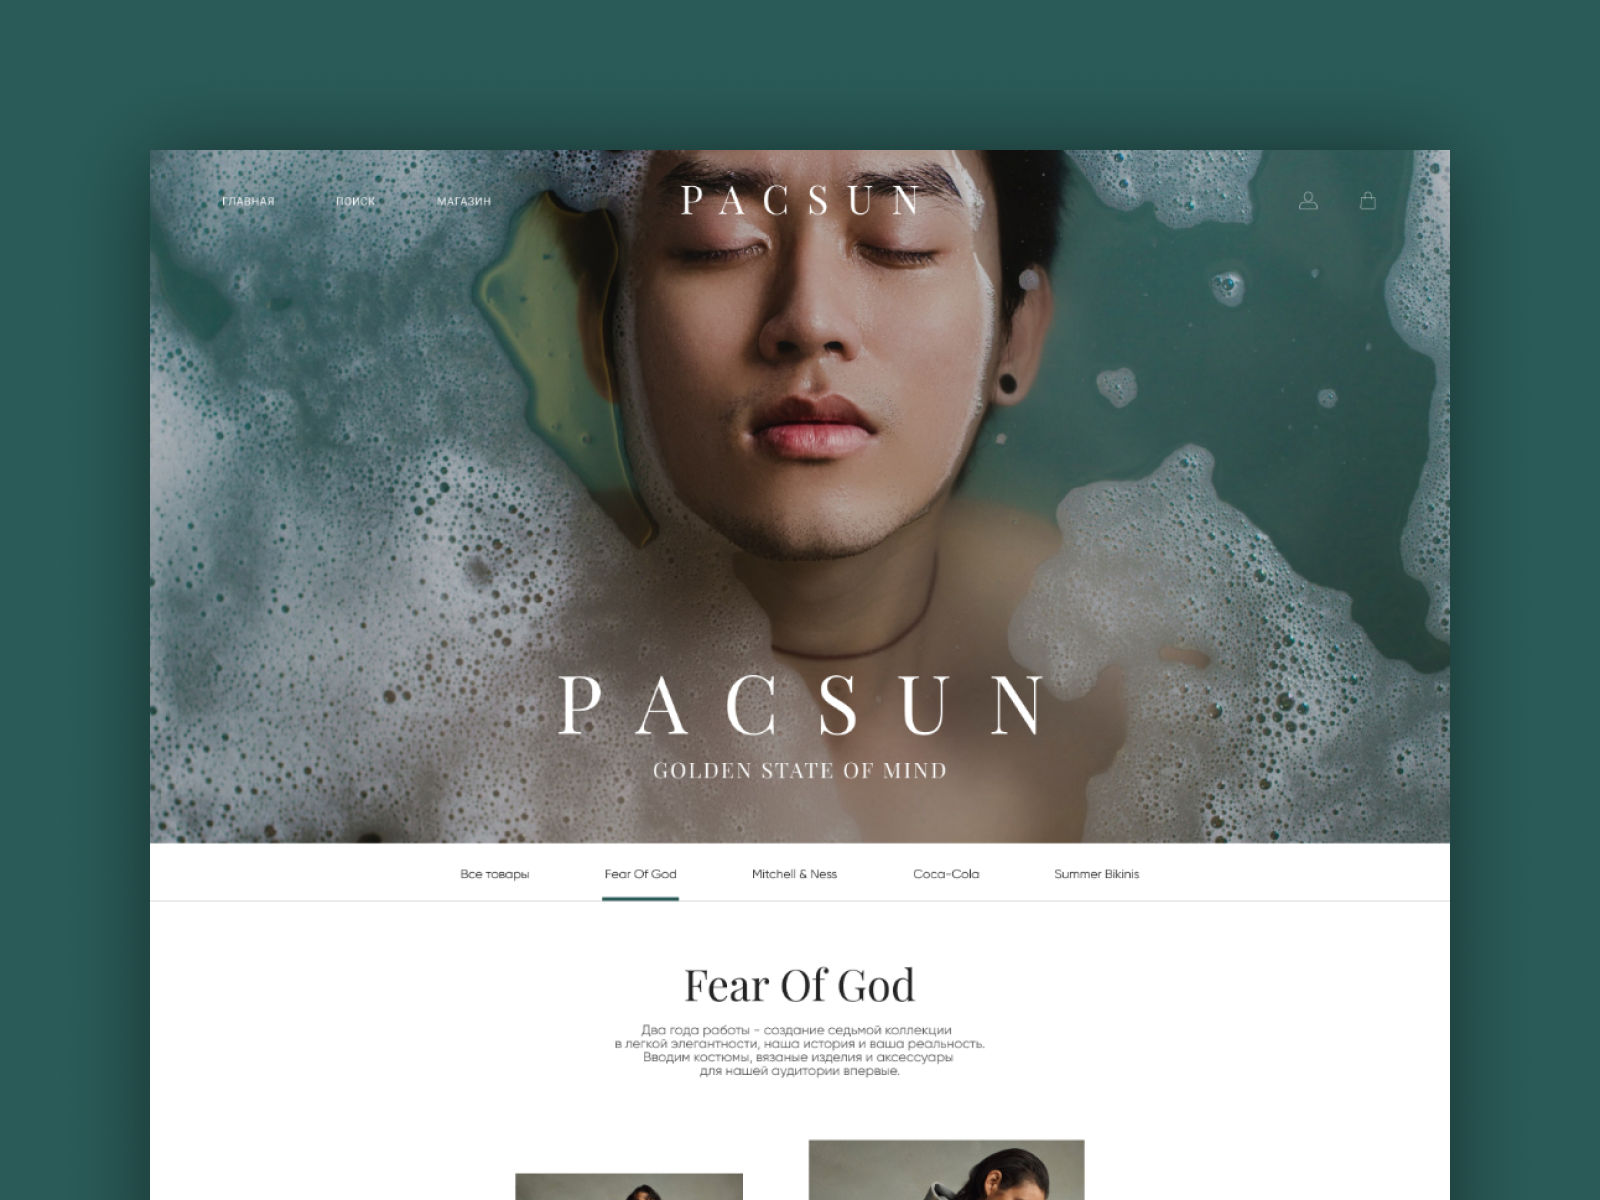 ГЛАВНАЯ
ПОИСК
МАГАЗИН
PACSUN
PACSUN
GOLDEN STATE OF MIND
Все товары
Fear Of God
Mitchell & Ness
Coca-Cola
Summer Bikinis
Fear Of God
Два года работы - создание седьмой коллекции
в легкой элегантности, наша история и ваша реальность.
Вводим костюмы, вязаные изделия и аксессуары
для нашей аудитории впервые.